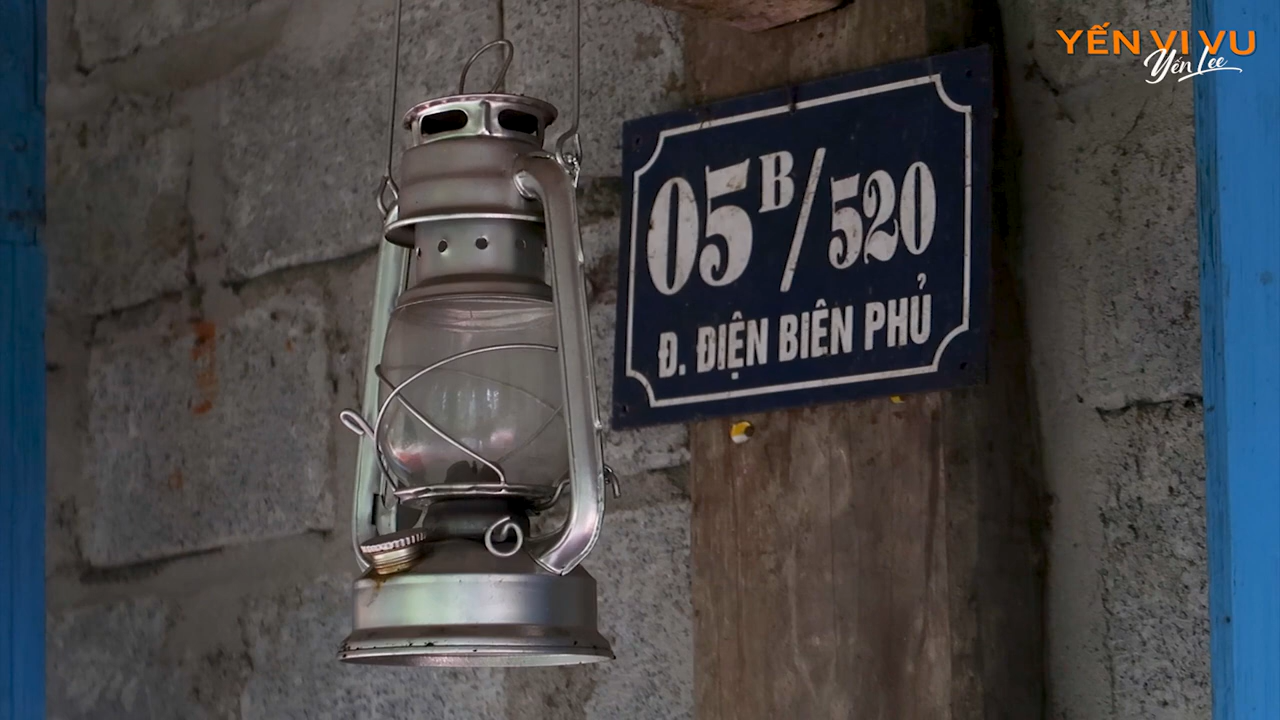 YẾN VI VU
Yến Lee
05B/520
Đ. ĐIỆN BIÊN PHỦ